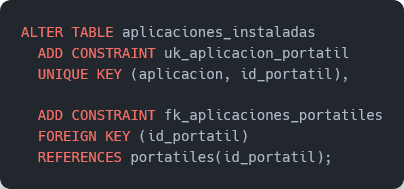 ALTER TABLE aplicaciones_instaladas
  ADD CONSTRAINT uk_aplicacion_portatil
  UNIQUE KEY (aplicacion, id_portatil),

  ADD CONSTRAINT fk_aplicaciones_portatiles
  FOREIGN KEY (id_portatil)
  REFERENCES portatiles(id_portatil);